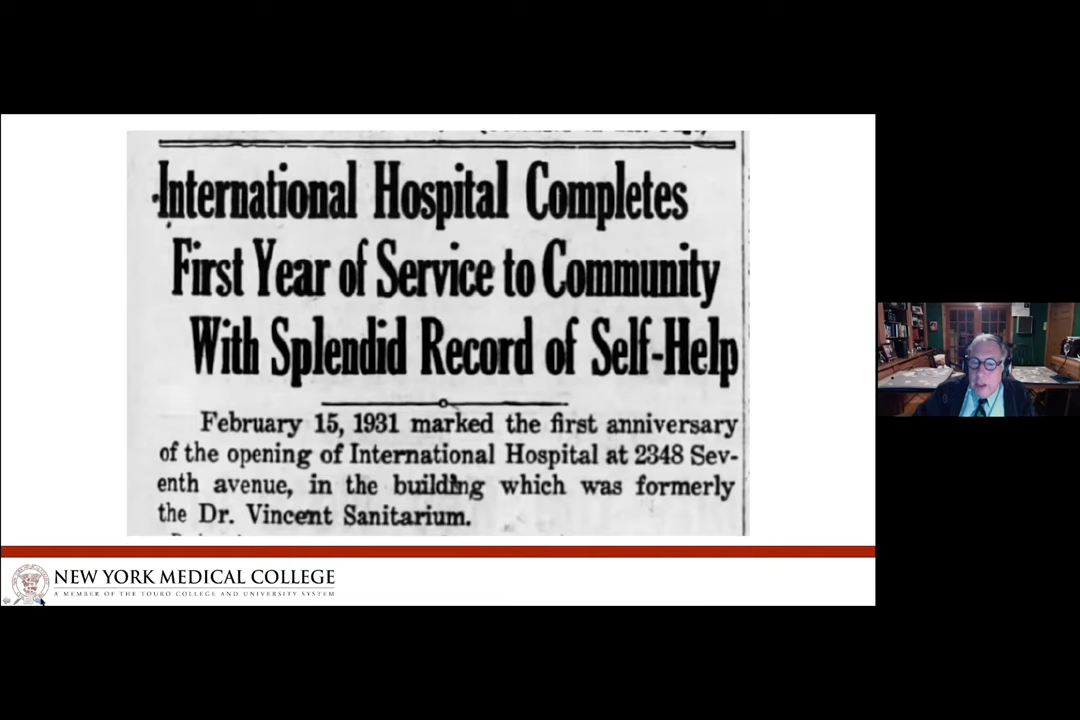 International Hospital Completes
First Year of Service to Community
With Splendid Record of Self-Help
February 15, 1931 marked the first anniversary
of the opening of International Hospital at 2348 Sev-
enth avenue, in the building which was formerly
the Dr. Vincent Sanitarium.
NEW YORK MEDICAL COLLEGE
A MEMBER OF THE TOURO COLLEGE AND UNIVERSITY SYSTEM